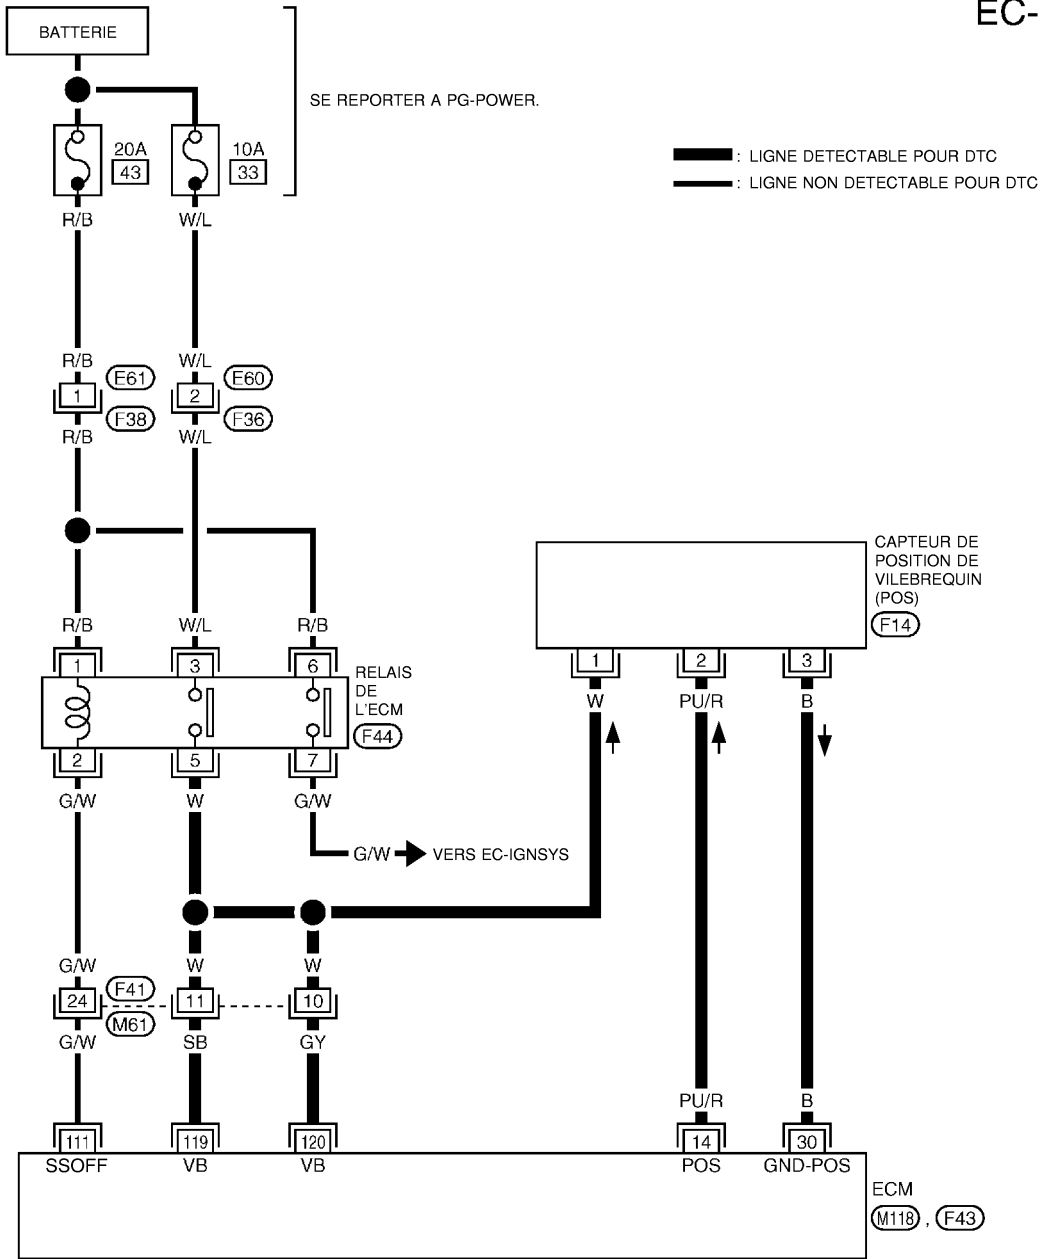 EC-
BATTERIE
SE REPORTER A PG-POWER.
20A
43
10A
33
: LIGNE DETECTABLE POUR DTC
: LIGNE NON DETECTABLE POUR DTC
R/B
W/L
R/B
W/L
1
E61
2
E60
F38
F36
R/B
W/L
CAPTEUR DE
POSITION DE
VILEBREQUIN
(POS)
F14
R/B
W/L
R/B
1
3
6
1
2
3
RELAIS
DE
L'ECM
F44
W
PU/R
B
2
5
7
G/W
W
G/W
G/W
VERS EC-IGNSYS
G/W
W
W
24
F41
11
10
M61
G/W
SB
GY
PU/R
B
111
119
120
14
30
SSOFF
VB
VB
POS
GND-POS
ECM
M118 , F43